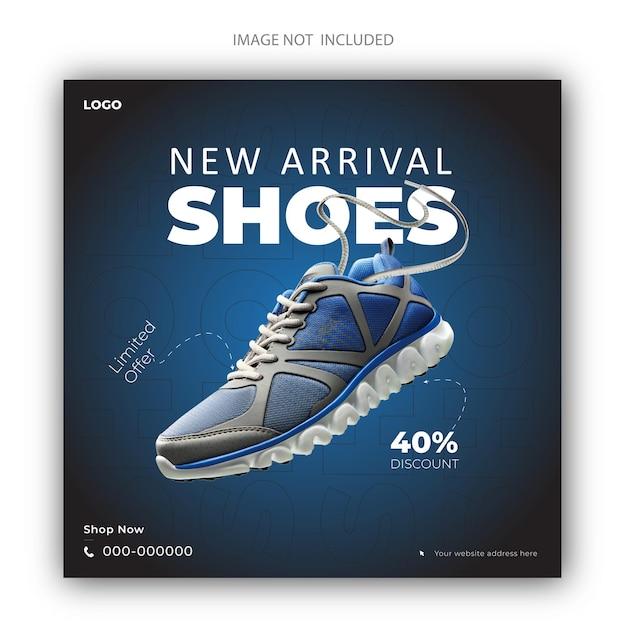 IMAGE NOT INCLUDED
LOGO
NEW ARRIVAL
SHOES
Limited
Offer
40%
DISCOUNT
Shop Now
000-000000
Your website address here